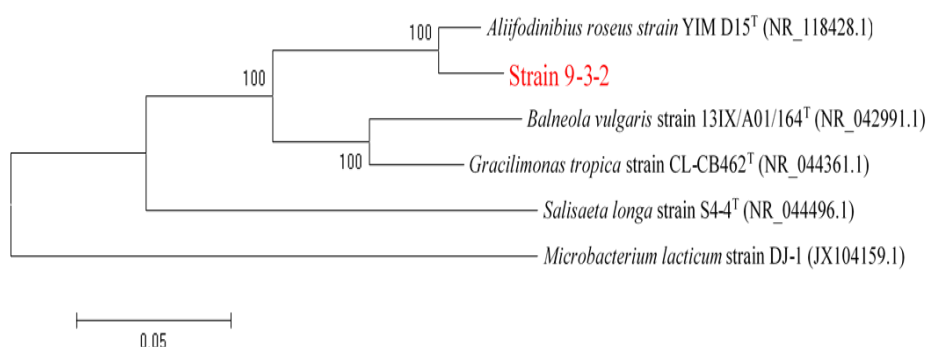 100
Aliifodinibius roseus strain YIM D15ᵀ (NR_118428.1)
Strain 9-3-2
100
Balneola vulgaris strain 13IX/A01/164ᵀ (NR_042991.1)
100
Gracilimonas tropica strain CL-CB462ᵀ (NR_044361.1)
Salisaeta longa strain S4-4ᵀ (NR_044496.1)
Microbacterium lacticum strain DJ-1 (JX104159.1)
0.05